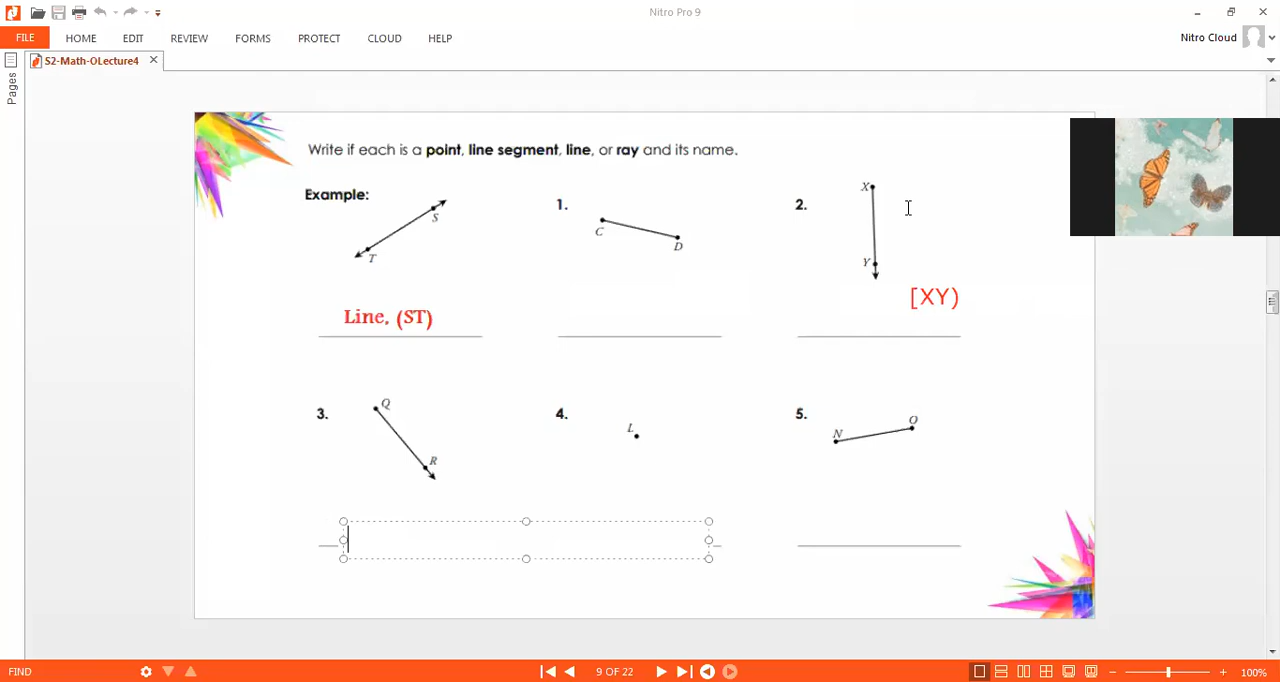 Nitro Pro 9
FILE HOME EDIT REVIEW FORMS PROTECT CLOUD HELP
Nitro Cloud
S2-Math-OLecture4
Pages
Write if each is a point, line segment, line, or ray and its name.
Example:
S
T
Line, (ST)
1.
C
D
2.
X
Y
[XY)
3.
Q
R
4.
L
5.
N
O
FIND
9 OF 22
100%